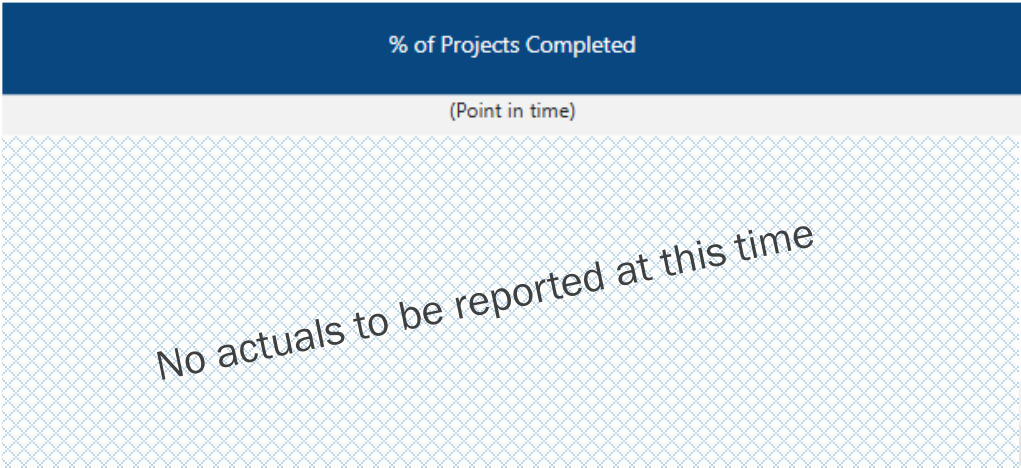 % of Projects Completed
(Point in time)
No actuals to be reported at this time